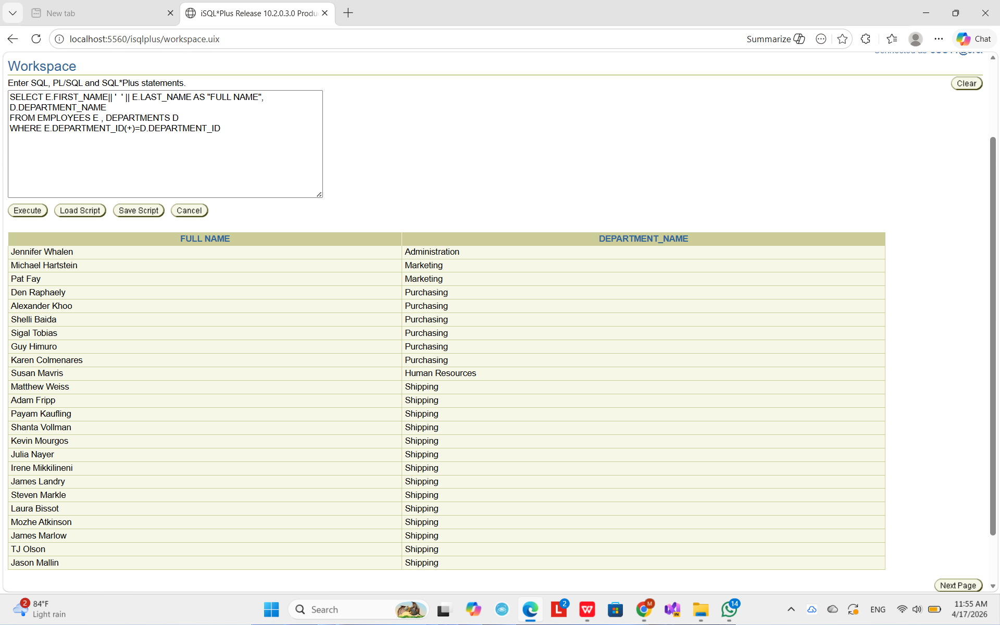 New tab
iSQL*Plus Release 10.2.0.3.0 Produ
localhost:5560/isqlplus/workspace.uix
Summarize
Chat
Workspace
Enter SQL, PL/SQL and SQL*Plus statements.
Clear
SELECT E.FIRST_NAME|| '  ' || E.LAST_NAME AS "FULL NAME",
D.DEPARTMENT_NAME
FROM EMPLOYEES E , DEPARTMENTS D
WHERE E.DEPARTMENT_ID(+)=D.DEPARTMENT_ID
Execute Load Script Save Script Cancel
FULL NAME DEPARTMENT_NAME
Jennifer Whalen Administration
Michael Hartstein Marketing
Pat Fay Marketing
Den Raphaely Purchasing
Alexander Khoo Purchasing
Shelli Baida Purchasing
Sigal Tobias Purchasing
Guy Himuro Purchasing
Karen Colmenares Purchasing
Susan Mavris Human Resources
Matthew Weiss Shipping
Adam Fripp Shipping
Payam Kaufling Shipping
Shanta Vollman Shipping
Kevin Mourgos Shipping
Julia Nayer Shipping
Irene Mikkilineni Shipping
James Landry Shipping
Steven Markle Shipping
Laura Bissot Shipping
Mozhe Atkinson Shipping
James Marlow Shipping
TJ Olson Shipping
Jason Mallin Shipping
Next Page
2
84°F
Light rain
Search
2
M
IN
14
ENG
11:55 AM
4/17/2026